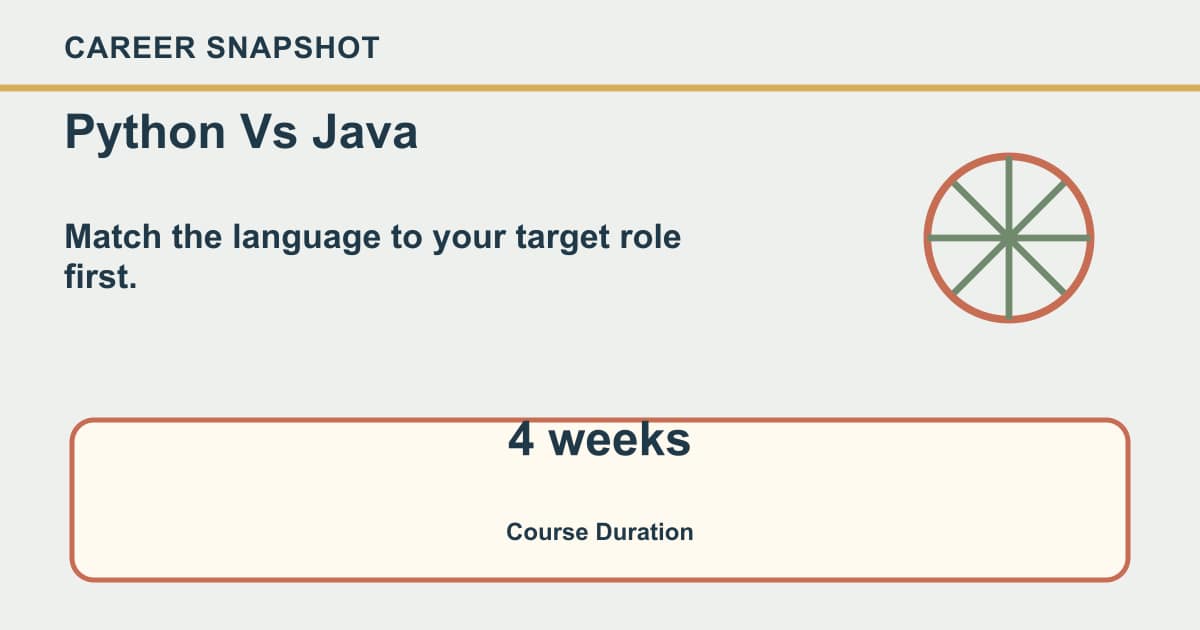 CAREER SNAPSHOT
Python Vs Java
Match the language to your target role
first.
4 weeks
Course Duration